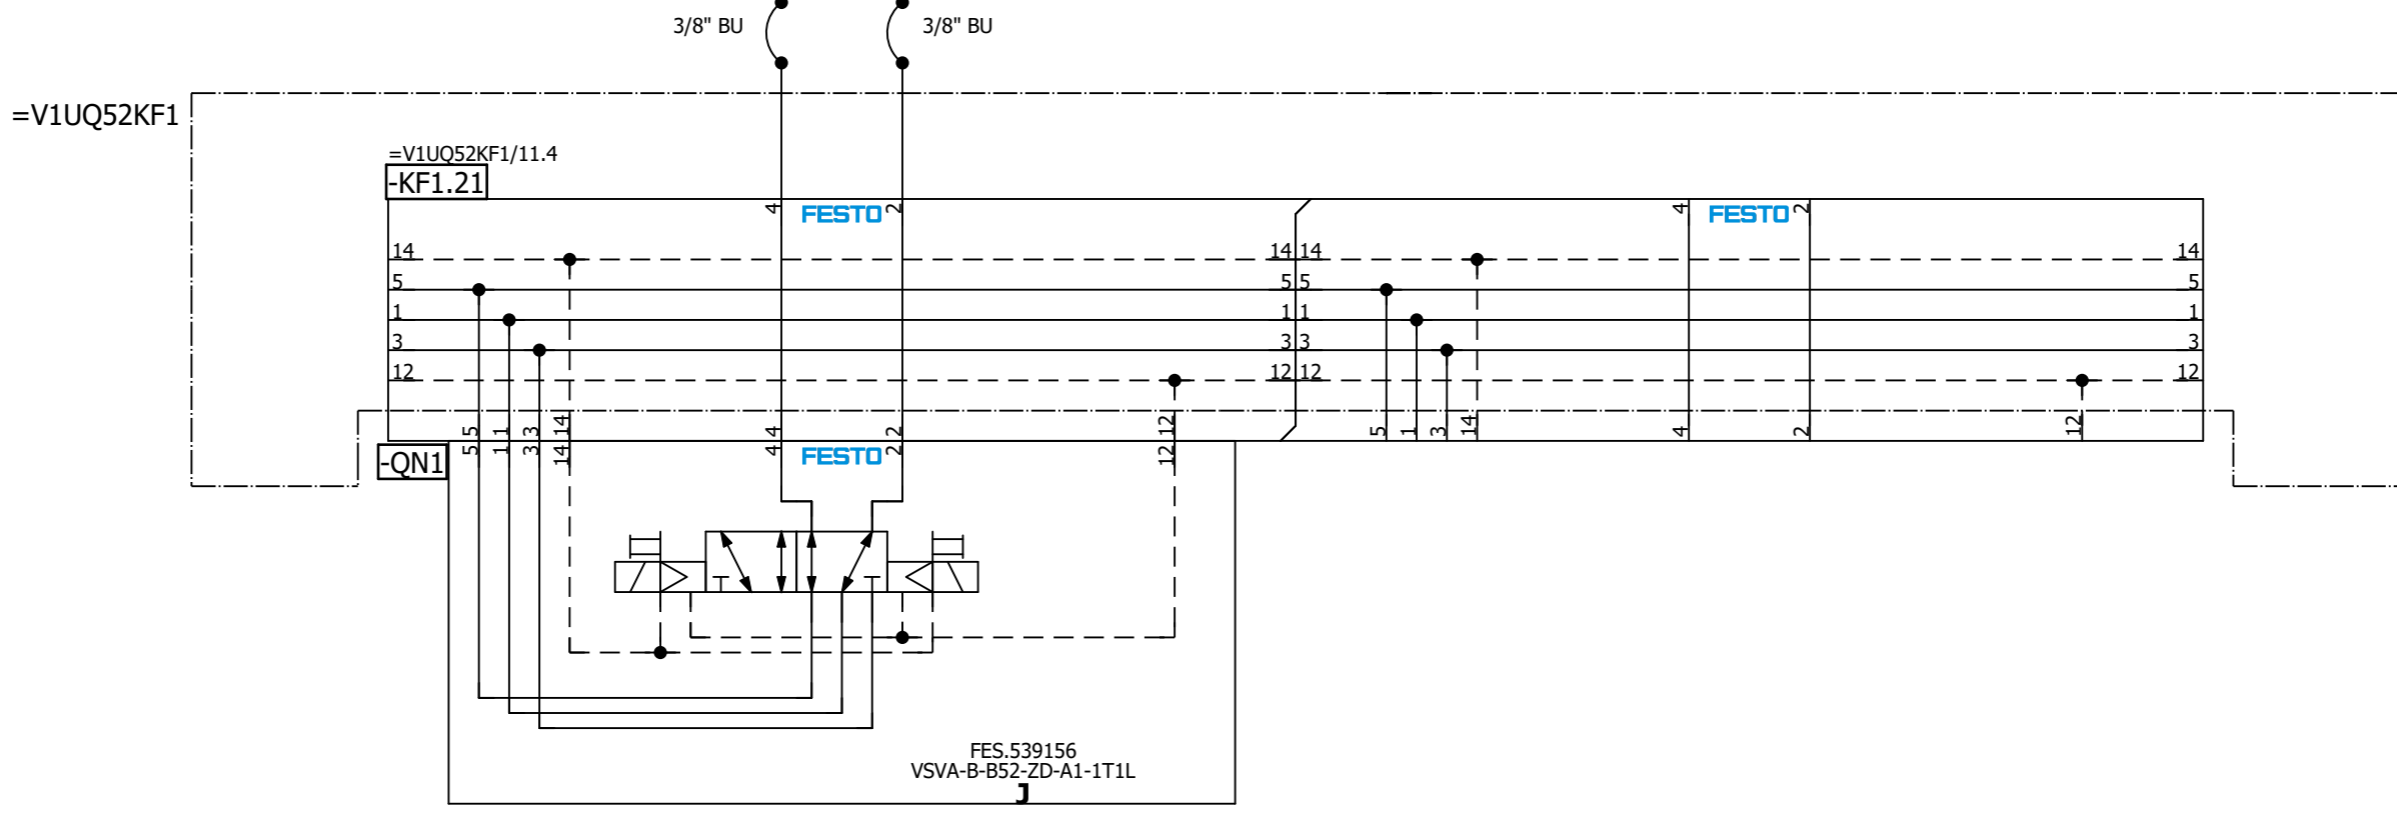 3/8" BU 3/8" BU
=V1UQ52KF1
=V1UQ52KF1/11.4
-KF1.21
4 FESTO 2 4 FESTO 2
14 14 14 14
5 5 5 5
1 1 1 1
3 3 3 3
12 12 12 12
5 1 3 14 4 2 12 5 1 3 14 4 2 12
-QN1
5 1 3 14 4 FESTO 2 12
FES.539156
VSVA-B-B52-ZD-A1-1T1L
J